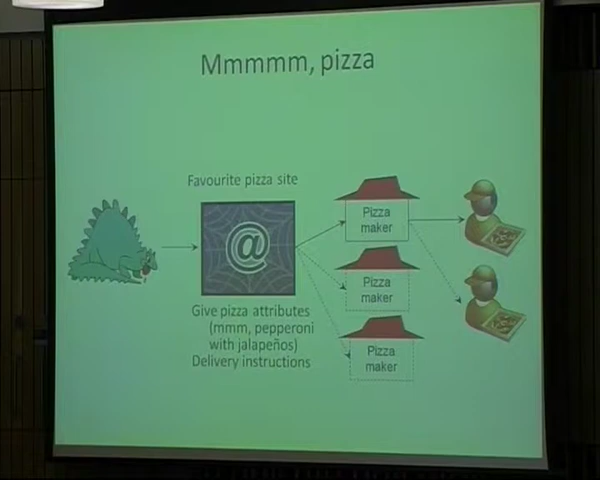 Mmmmm, pizza
Favourite pizza site
@
Give pizza attributes
(mmm, pepperoni
with jalapeños)
Delivery instructions
Pizza
maker
Pizza
maker
Pizza
maker